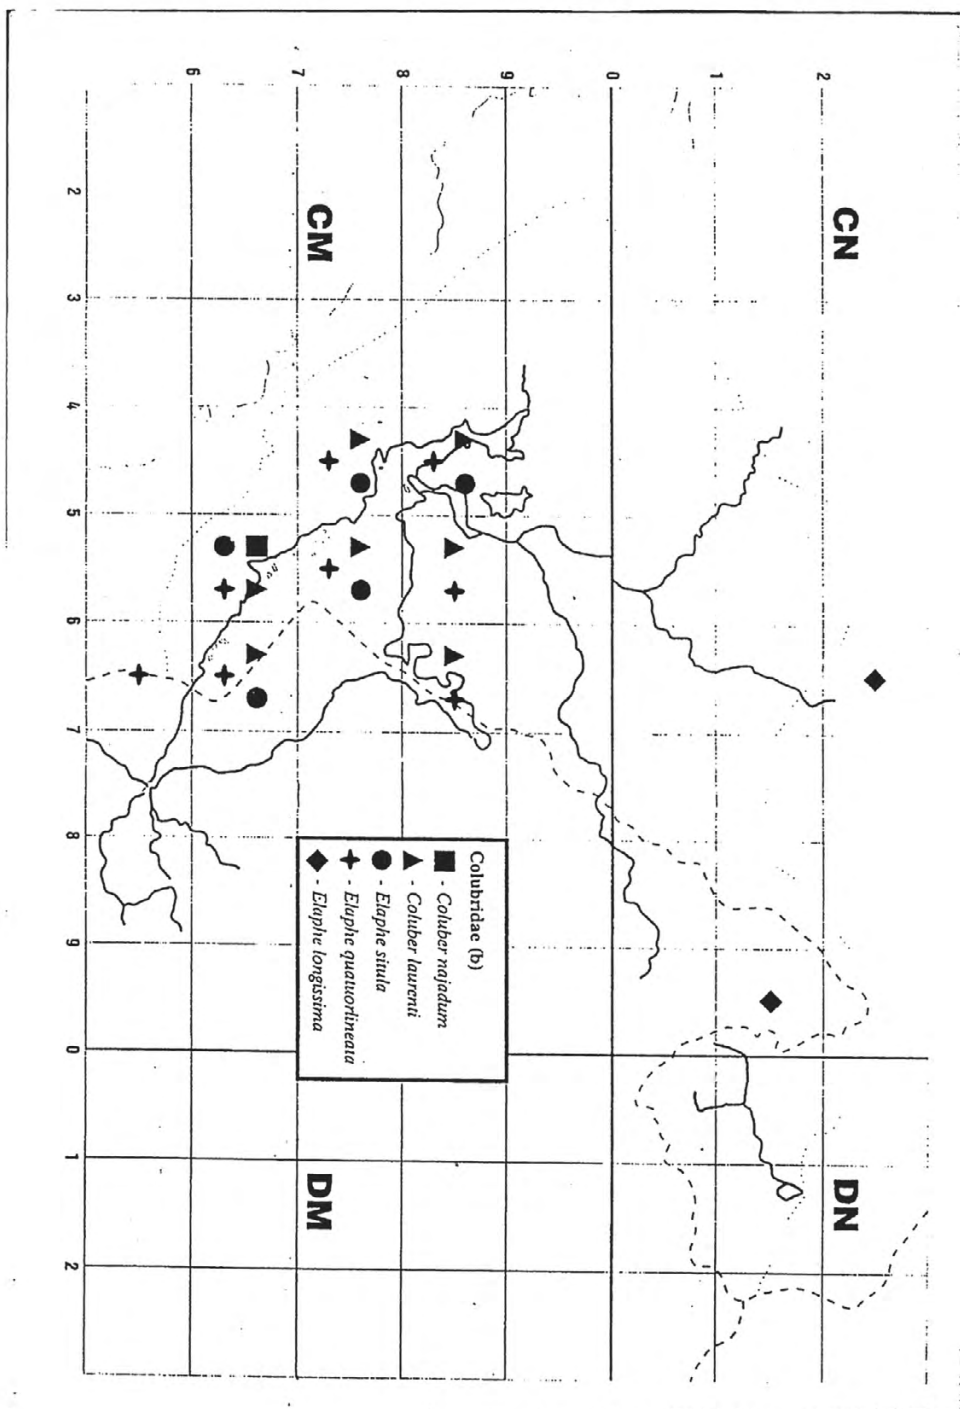 CN
DN
2
1
0
9
8
7
6
Colubridae (b)
■ - Coluber najadum
▲ - Coluber laurenti
● - Elaphe situla
✦ - Elaphe quatuorlineata
◆ - Elaphe longissima
CM
DM
2 3 4 5 6 7 8 9 0 1 2